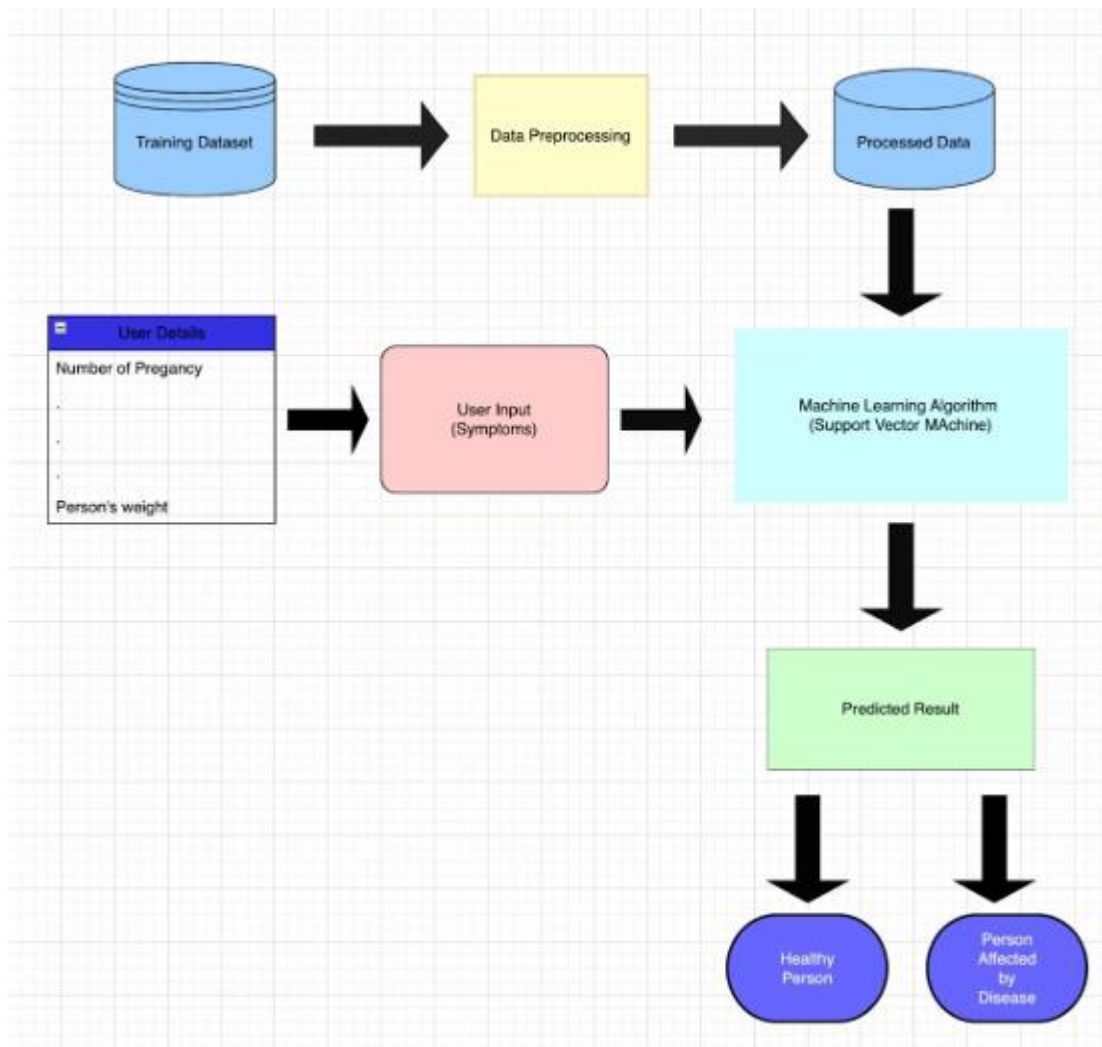 Training Dataset
Data Preprocessing
Processed Data
User Details
Number of Pregancy
.
.
.
Person's weight
User Input
(Symptoms)
Machine Learning Algorithm
(Support Vector MAchine)
Predicted Result
Healthy
Person
Person
Affected
by
Disease